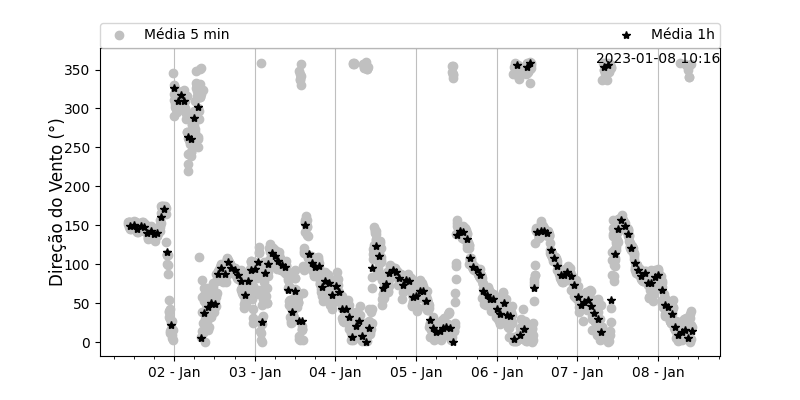 Média 5 min
Média 1h
2023-01-08 10:16
Direção do Vento (°)
350
300
250
200
150
100
50
0
02 - Jan
03 - Jan
04 - Jan
05 - Jan
06 - Jan
07 - Jan
08 - Jan